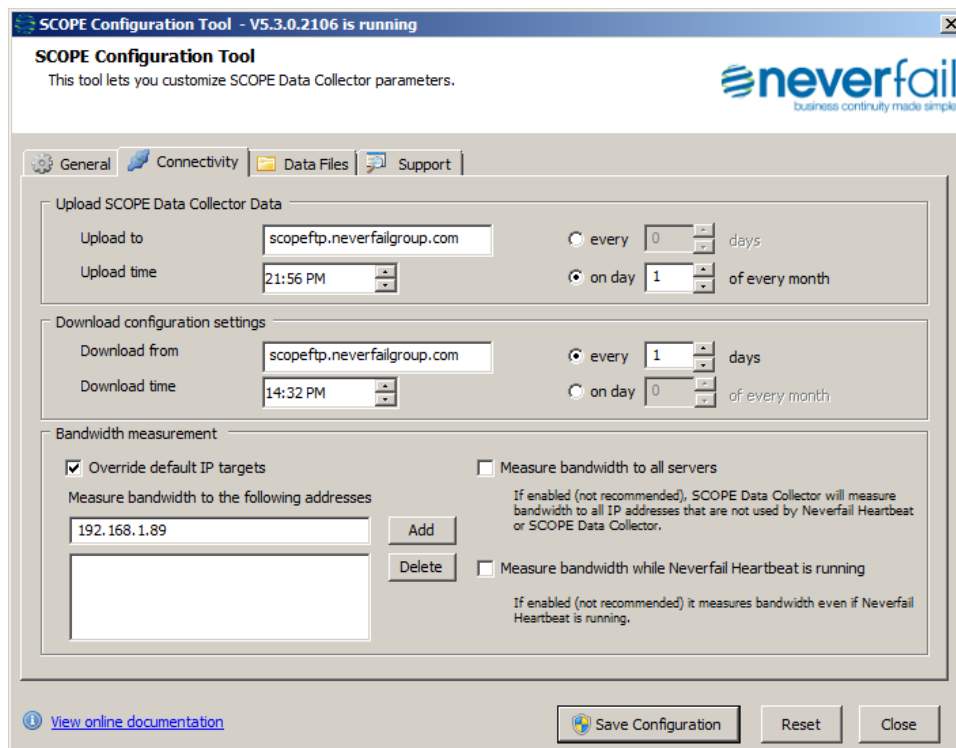 SCOPE Configuration Tool - V5.3.0.2106 is running
SCOPE Configuration Tool
This tool lets you customize SCOPE Data Collector parameters.
neverfail
business continuity made simple
General Connectivity Data Files Support
Upload SCOPE Data Collector Data
Upload to scopeftp.neverfailgroup.com every 0 days
Upload time 21:56 PM on day 1 of every month
Download configuration settings
Download from scopeftp.neverfailgroup.com every 1 days
Download time 14:32 PM on day 0 of every month
Bandwidth measurement
Override default IP targets
Measure bandwidth to the following addresses
192.168.1.89 Add
Delete
Measure bandwidth to all servers
If enabled (not recommended), SCOPE Data Collector will measure
bandwidth to all IP addresses that are not used by Neverfail Heartbeat
or SCOPE Data Collector.
Measure bandwidth while Neverfail Heartbeat is running
If enabled (not recommended) it measures bandwidth even if Neverfail
Heartbeat is running.
View online documentation Save Configuration Reset Close